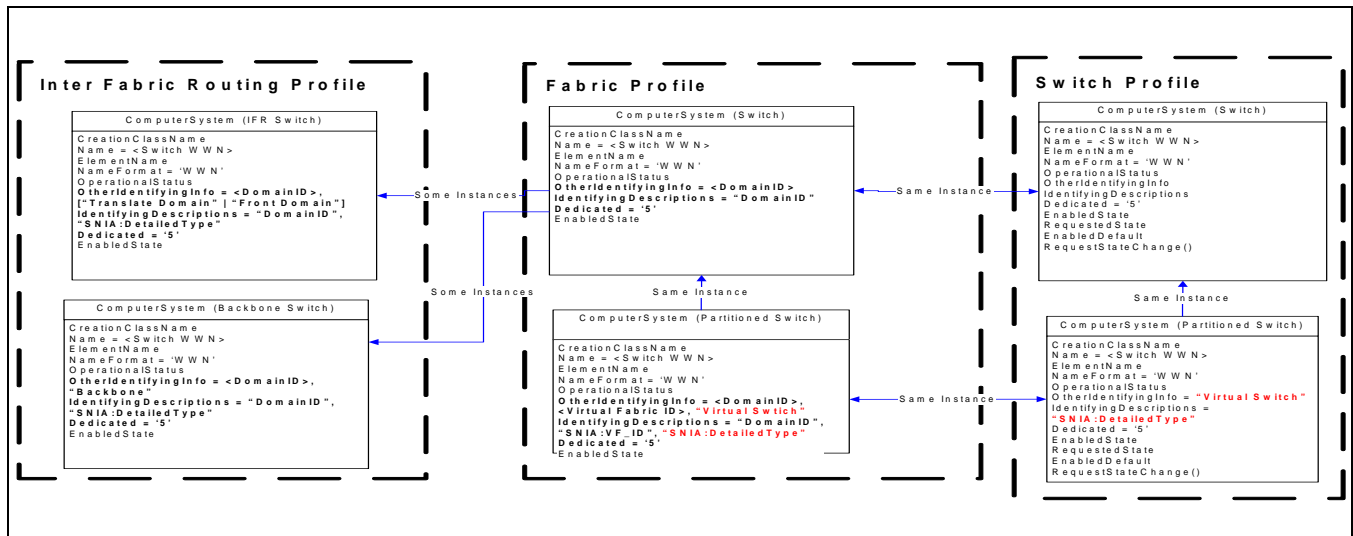 Inter Fabric Routing Profile
ComputerSystem (IFR Switch)
CreationClassName
Name = <Switch WWN>
ElementName
NameFormat = ‘WWN’
OperationalStatus
OtherIdentifyingInfo = <DomainID>,
[“Translate Domain” | “Front Domain”]
IdentifyingDescriptions = “DomainID”,
“SNIA:DetailedType”
Dedicated = ‘5’
EnabledState
ComputerSystem (Backbone Switch)
CreationClassName
Name = <Switch WWN>
ElementName
NameFormat = ‘WWN’
OperationalStatus
OtherIdentifyingInfo = <DomainID>,
“Backbone”
IdentifyingDescriptions = “DomainID”,
“SNIA:DetailedType”
Dedicated = ‘5’
EnabledState
Some Instances
Some Instances
Fabric Profile
ComputerSystem (Switch)
CreationClassName
Name = <Switch WWN>
ElementName
NameFormat = ‘WWN’
OperationalStatus
OtherIdentifyingInfo = <DomainID>
IdentifyingDescriptions = “DomainID”
Dedicated = ‘5’
EnabledState
Same Instance
ComputerSystem (Partitioned Switch)
CreationClassName
Name = <Switch WWN>
ElementName
NameFormat = ‘WWN’
OperationalStatus
OtherIdentifyingInfo = <DomainID>,
<Virtual Fabric ID>, “Virtual Swtich”
IdentifyingDescriptions = “DomainID”,
“SNIA:VF_ID”, “SNIA:DetailedType”
Dedicated = ‘5’
EnabledState
Same Instance
Same Instance
Switch Profile
ComputerSystem (Switch)
CreationClassName
Name = <Switch WWN>
ElementName
NameFormat = ‘WWN’
OperationalStatus
OtherIdentifyingInfo
IdentifyingDescriptions
Dedicated = ‘5’
EnabledState
RequestedState
EnabledDefault
RequestStateChange()
Same Instance
ComputerSystem (Partitioned Switch)
CreationClassName
Name = <Switch WWN>
ElementName
NameFormat = ‘WWN’
OperationalStatus
OtherIdentifyingInfo = “Virtual Switch”
IdentifyingDescriptions =
“SNIA:DetailedType”
Dedicated = ‘5’
EnabledState
RequestedState
EnabledDefault
RequestStateChange()